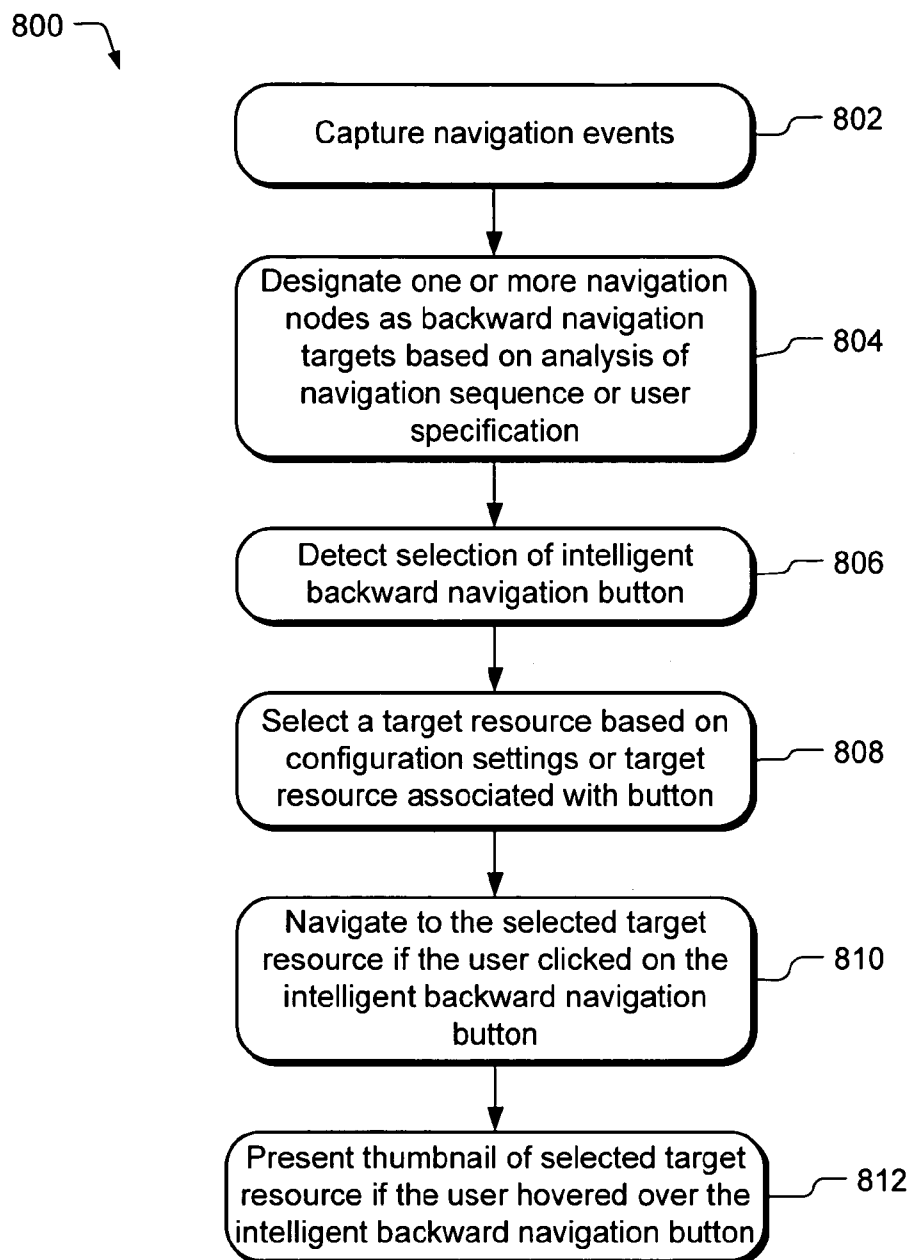 800
Capture navigation events
802
Designate one or more navigation
nodes as backward navigation
targets based on analysis of
navigation sequence or user
specification
804
Detect selection of intelligent
backward navigation button
806
Select a target resource based on
configuration settings or target
resource associated with button
808
Navigate to the selected target
resource if the user clicked on the
intelligent backward navigation
button
810
Present thumbnail of selected target
resource if the user hovered over the
intelligent backward navigation button
812